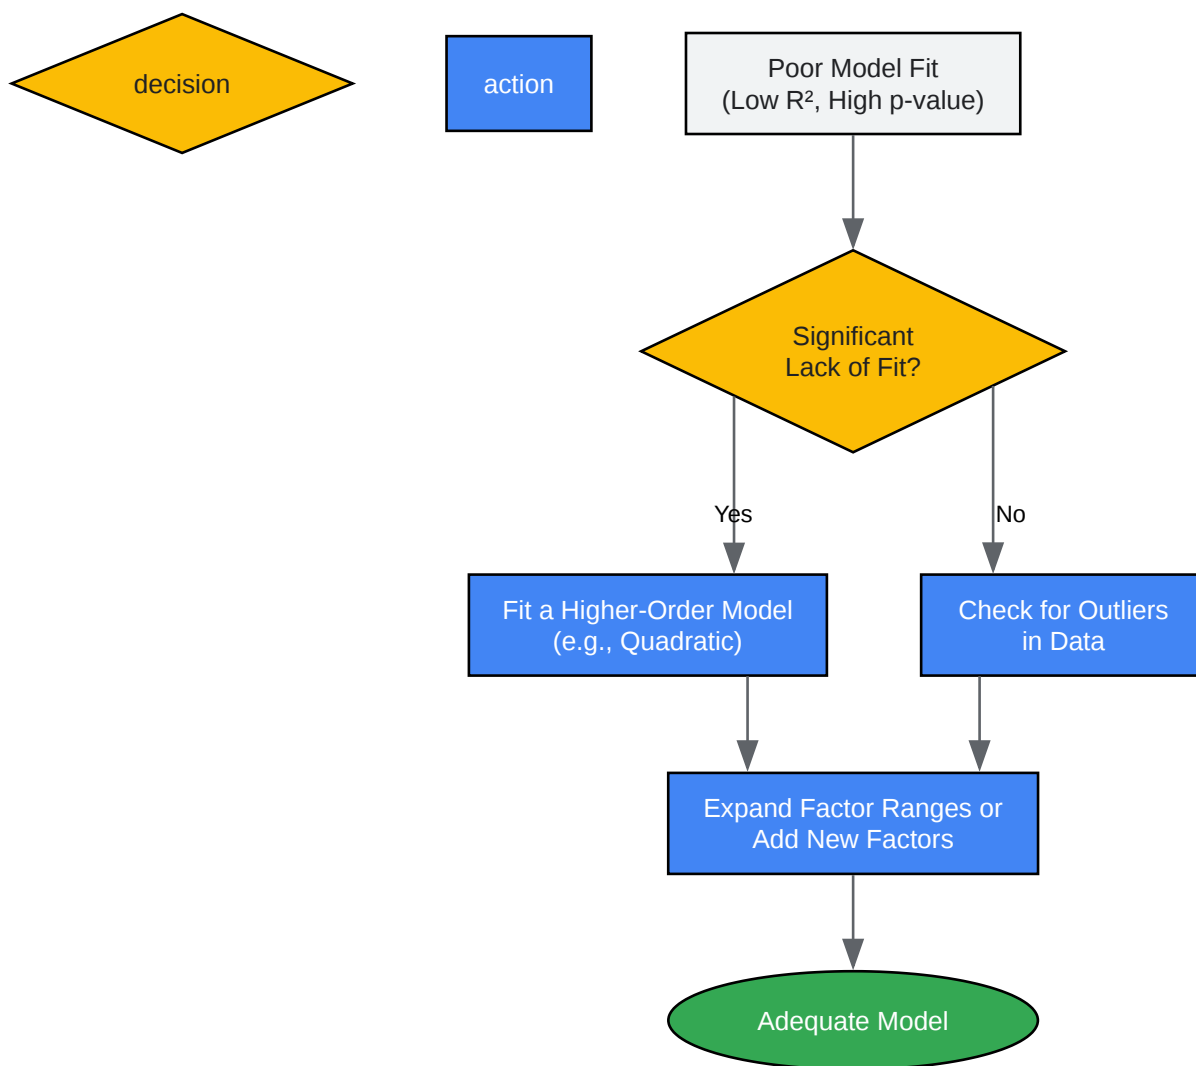 decision
action
Poor Model Fit
(Low R², High p-value)
Significant
Lack of Fit?
Yes
No
Fit a Higher-Order Model
(e.g., Quadratic)
Check for Outliers
in Data
Expand Factor Ranges or
Add New Factors
Adequate Model